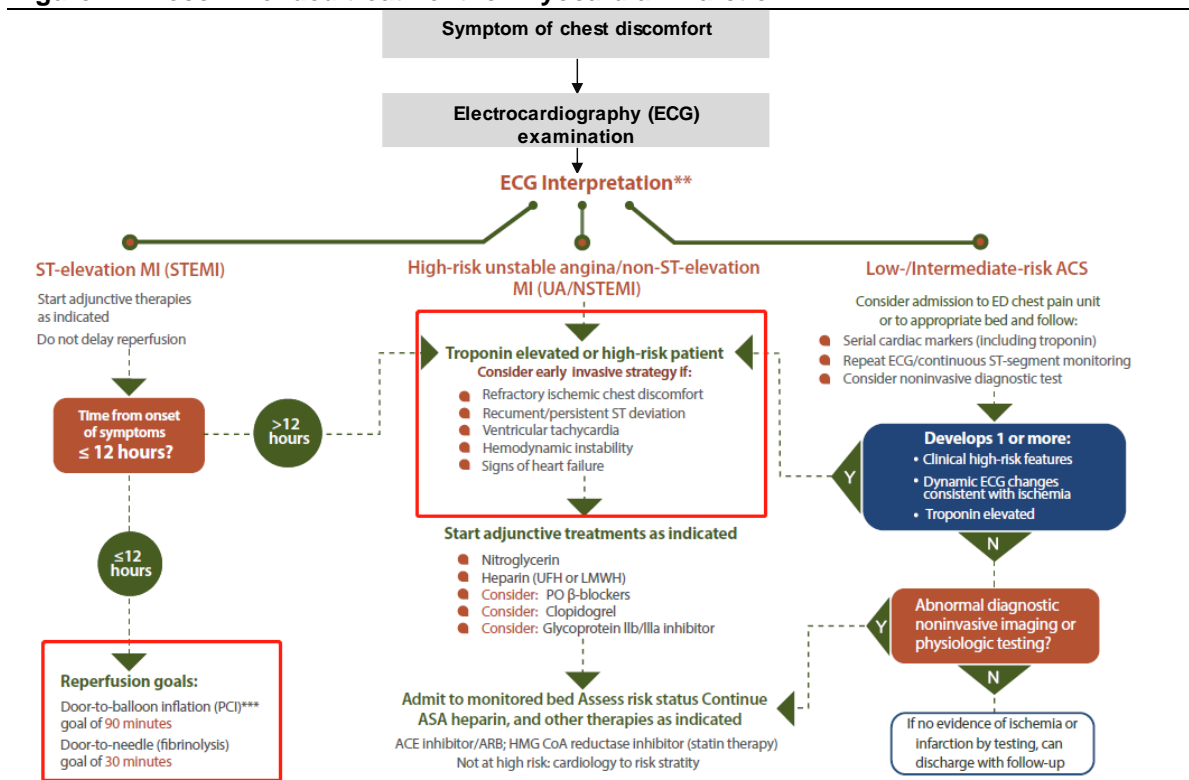 Symptom of chest discomfort
Electrocardiography (ECG)
examination
ECG Interpretation**
ST-elevation MI (STEMI)
Start adjunctive therapies
as indicated
Do not delay reperfusion
Time from onset
of symptoms
≤ 12 hours?
>12
hours
≤12
hours
Reperfusion goals:
Door-to-balloon inflation (PCI)***
goal of 90 minutes
Door-to-needle (fibrinolysis)
goal of 30 minutes
High-risk unstable angina/non-ST-elevation
MI (UA/NSTEMI)
Troponin elevated or high-risk patient
Consider early invasive strategy if:
Refractory ischemic chest discomfort
Recument/persistent ST deviation
Ventricular tachycardia
Hemodynamic instability
Signs of heart failure
Start adjunctive treatments as indicated
Nitroglycerin
Heparin (UFH or LMWH)
Consider: PO β-blockers
Consider: Clopidogrel
Consider: Glycoprotein IIb/IIIa inhibitor
Admit to monitored bed Assess risk status Continue
ASA heparin, and other therapies as indicated
ACE inhibitor/ARB; HMG CoA reductase inhibitor (statin therapy)
Not at high risk: cardiology to risk stratity
Low-/Intermediate-risk ACS
Consider admission to ED chest pain unit
or to appropriate bed and follow:
Serial cardiac markers (including troponin)
Repeat ECG/continuous ST-segment monitoring
Consider noninvasive diagnostic test
Develops 1 or more:
• Clinical high-risk features
• Dynamic ECG changes
consistent with ischemia
• Troponin elevated
Y
N
Abnormal diagnostic
noninvasive imaging or
physiologic testing?
Y
N
If no evidence of ischemia or
infarction by testing, can
discharge with follow-up